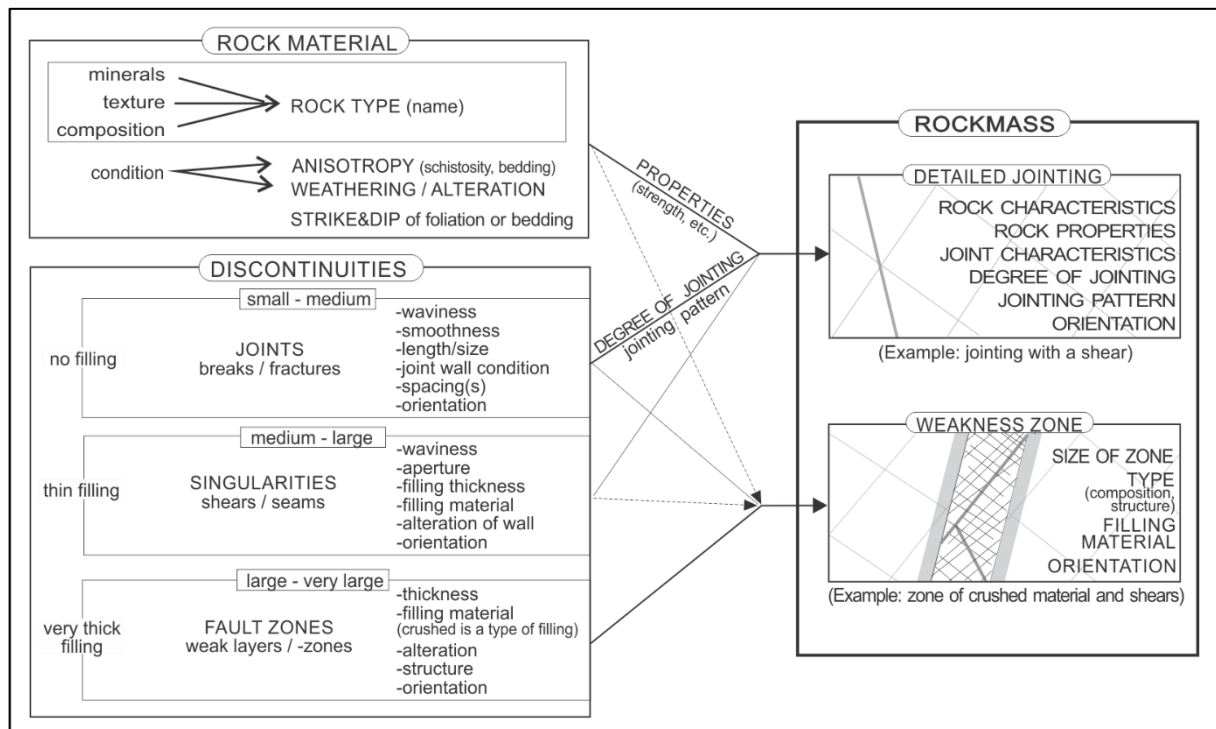 ROCK MATERIAL
minerals
texture
composition
ROCK TYPE (name)
condition
ANISOTROPY (schistosity, bedding)
WEATHERING / ALTERATION
STRIKE&DIP of foliation or bedding
DISCONTINUITIES
small - medium
no filling
JOINTS
breaks / fractures
-waviness
-smoothness
-length/size
-joint wall condition
-spacing(s)
-orientation
medium - large
thin filling
SINGULARITIES
shears / seams
-waviness
-aperture
-filling thickness
-filling material
-alteration of wall
-orientation
large - very large
very thick
filling
FAULT ZONES
weak layers / -zones
-thickness
-filling material
(crushed is a type of filling)
-alteration
-structure
-orientation
PROPERTIES
(strength, etc.)
DEGREE OF JOINTING
jointing pattern
ROCKMASS
DETAILED JOINTING
ROCK CHARACTERISTICS
ROCK PROPERTIES
JOINT CHARACTERISTICS
DEGREE OF JOINTING
JOINTING PATTERN
ORIENTATION
(Example: jointing with a shear)
WEAKNESS ZONE
SIZE OF ZONE
TYPE
(composition,
structure)
FILLING
MATERIAL
ORIENTATION
(Example: zone of crushed material and shears)